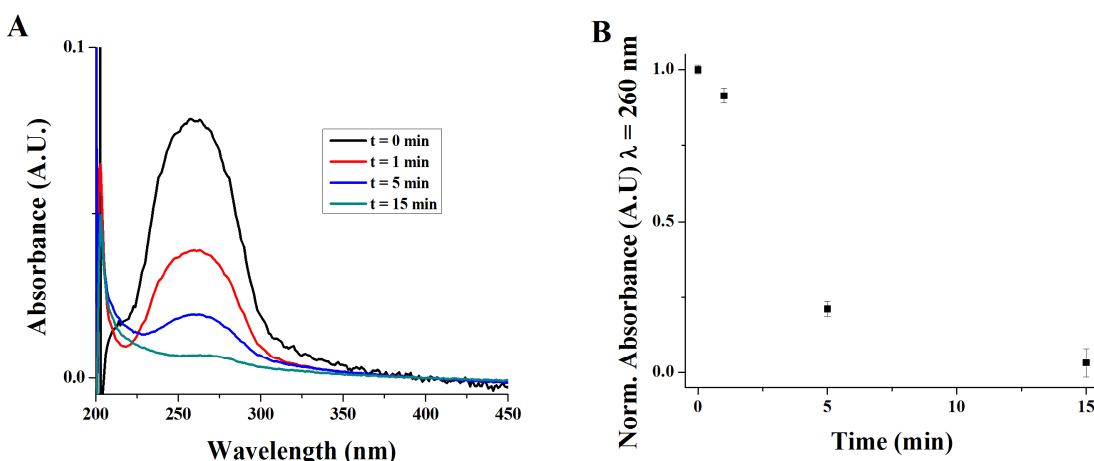 A
0.1
0.0
Absorbance (A.U.)
t = 0 min
t = 1 min
t = 5 min
t = 15 min
200 250 300 350 400 450
Wavelength (nm)
B
1.0
0.5
0.0
Norm. Absorbance (A.U) λ = 260 nm
0 5 10 15
Time (min)